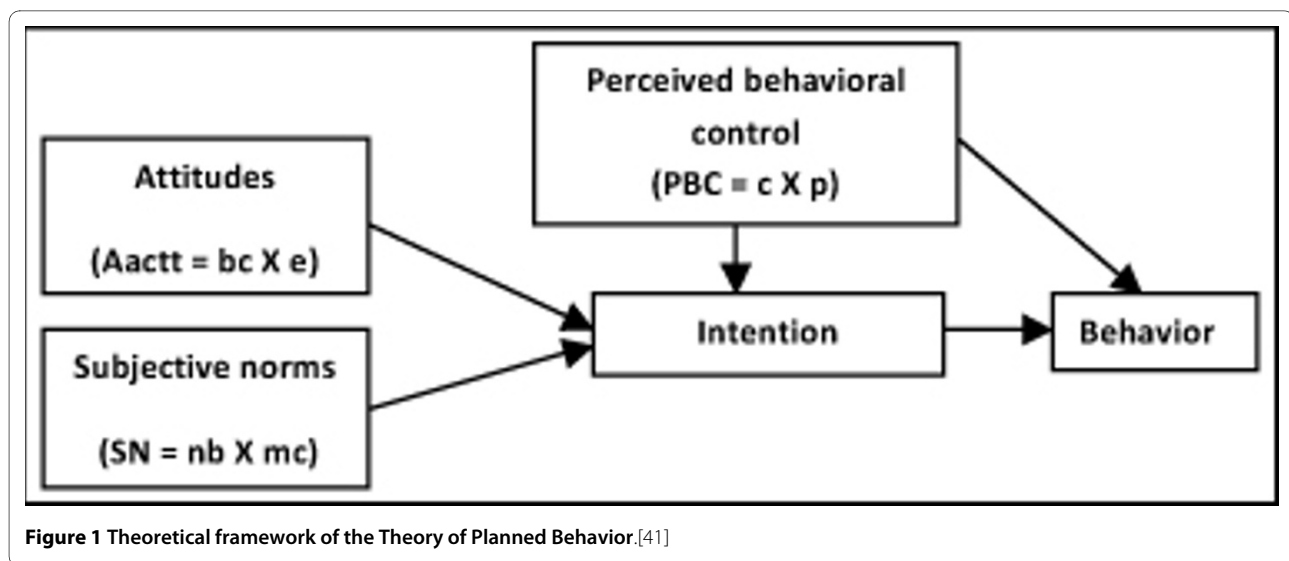 Perceived behavioral
control
(PBC = c X p)
Attitudes
(Aactt = bc X e)
Subjective norms
(SN = nb X mc)
Intention
Behavior
Figure 1 Theoretical framework of the Theory of Planned Behavior.[41]